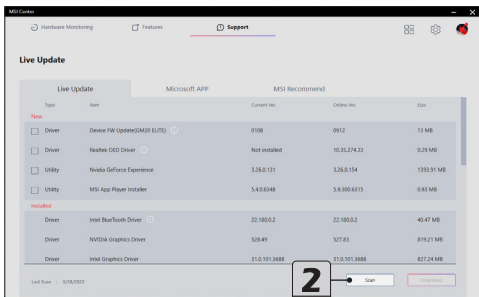 MSI Center
Hardware Monitoring Features Support
Live Update
Live Update Microsoft APP MSI Recommend
Type Item Current Ver. Online Ver. Size
New
Driver Device FW Update(GM20 ELITE) 0108 0912 13 MB
Driver Realtek OED Driver Not installed 10.35.274.33 0.29 MB
Utility Nvidia GeForce Experience 3.26.0.131 3.26.0.154 1393.91 MB
Utility MSI App Player Installer 5.4.0.6348 5.9.300.6315 0.93 MB
Installed
Driver Intel BlueTooth Driver 22.180.0.2 22.180.0.2 40.47 MB
Driver NVIDIA Graphics Driver 528.49 527.83 819.21 MB
Driver Intel Graphics Driver 31.0.101.3688 31.0.101.3688 827.24 MB
Last Scan : 3/28/2023 2 Scan Download